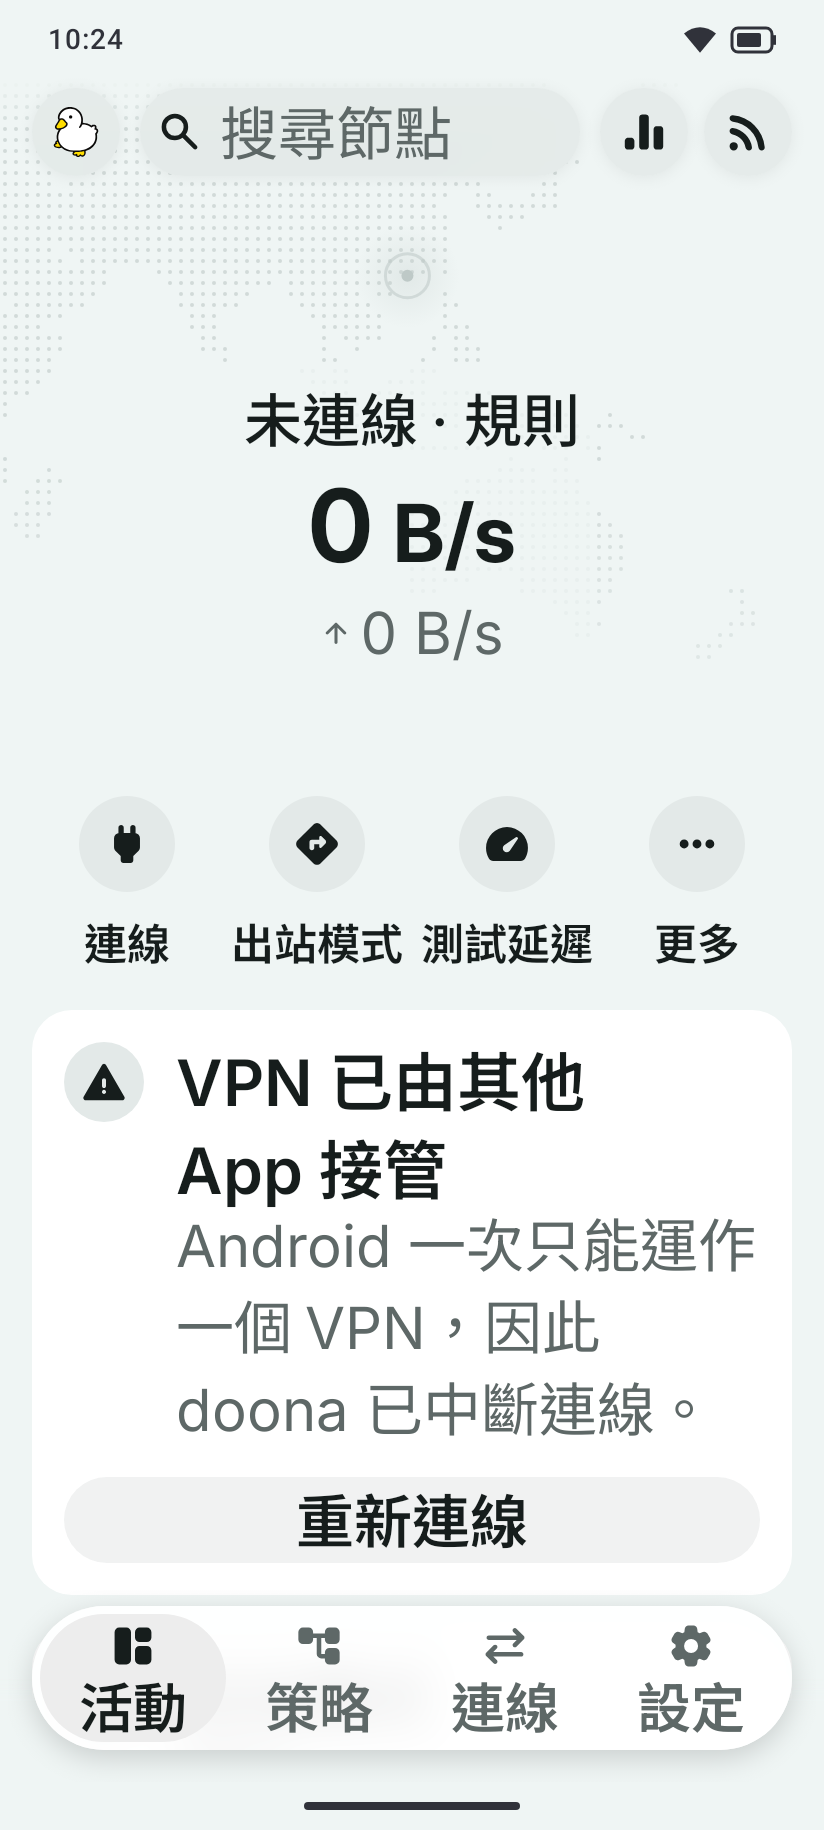 10:24
搜尋節點
未連線 · 規則
0 B/s
↑ 0 B/s
連線
出站模式
測試延遲
更多
VPN 已由其他
App 接管
Android 一次只能運作
一個 VPN，因此
doona 已中斷連線。
重新連線
活動
策略
連線
設定